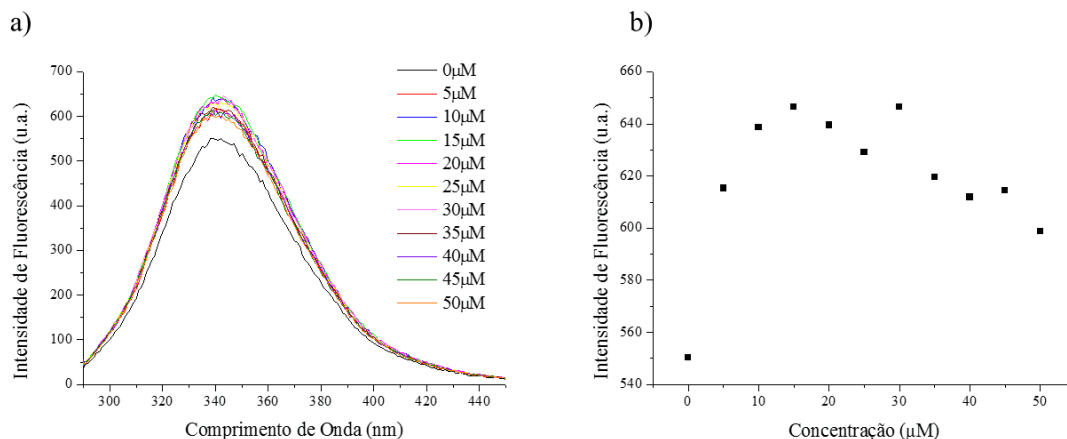 a)
Intensidade de Fluorescência (u.a.)
700
600
500
400
300
200
100
0
300 320 340 360 380 400 420 440
Comprimento de Onda (nm)
0µM
5µM
10µM
15µM
20µM
25µM
30µM
35µM
40µM
45µM
50µM
b)
Intensidade de Fluorescência (u.a.)
660
640
620
600
580
560
540
0 10 20 30 40 50
Concentração (µM)